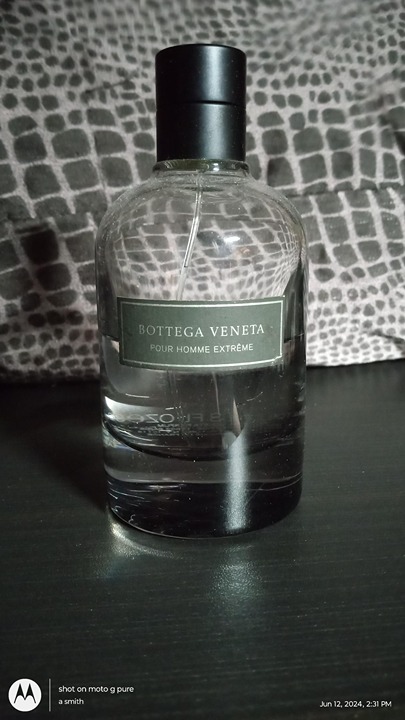 BOTTEGA VENETA
POUR HOMME EXTRÊME
shot on moto g pure
a smith
Jun 12, 2024, 2:31 PM